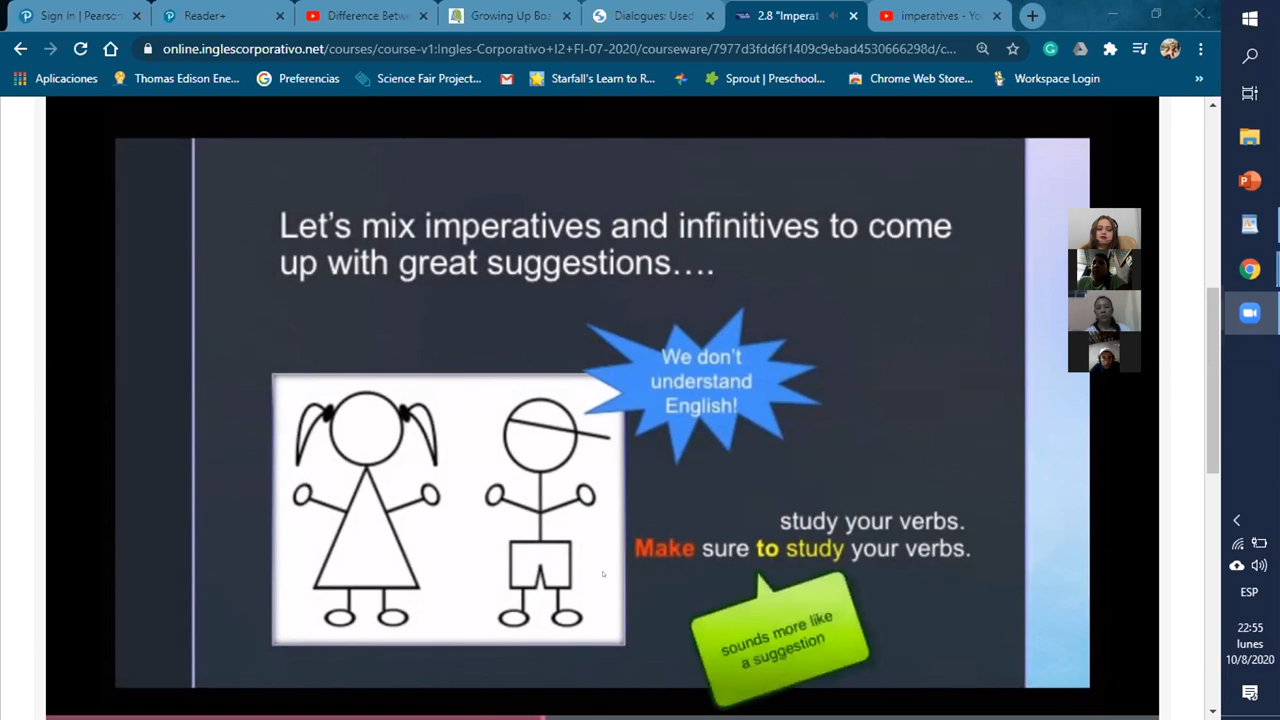 Sign in | Pearson
Reader+
Difference Betw
Growing Up Boa
Dialogues: Used
2.8 "Imperat
imperatives - Yo
online.inglescorporativo.net/courses/course-v1:Ingles-Corporativo+I2+FI-07-2020/courseware/7977d3fdd6f1409c9ebad4530666298d/c...
Aplicaciones
Thomas Edison Ene...
Preferencias
Science Fair Project...
Starfall's Learn to R...
Sprout | Preschool...
Chrome Web Store...
Workspace Login
»
Let's mix imperatives and infinitives to come
up with great suggestions....
We don't
understand
English!
study your verbs.
Make sure to study your verbs.
sounds more like
a suggestion
ESP
22:55
lunes
10/8/2020